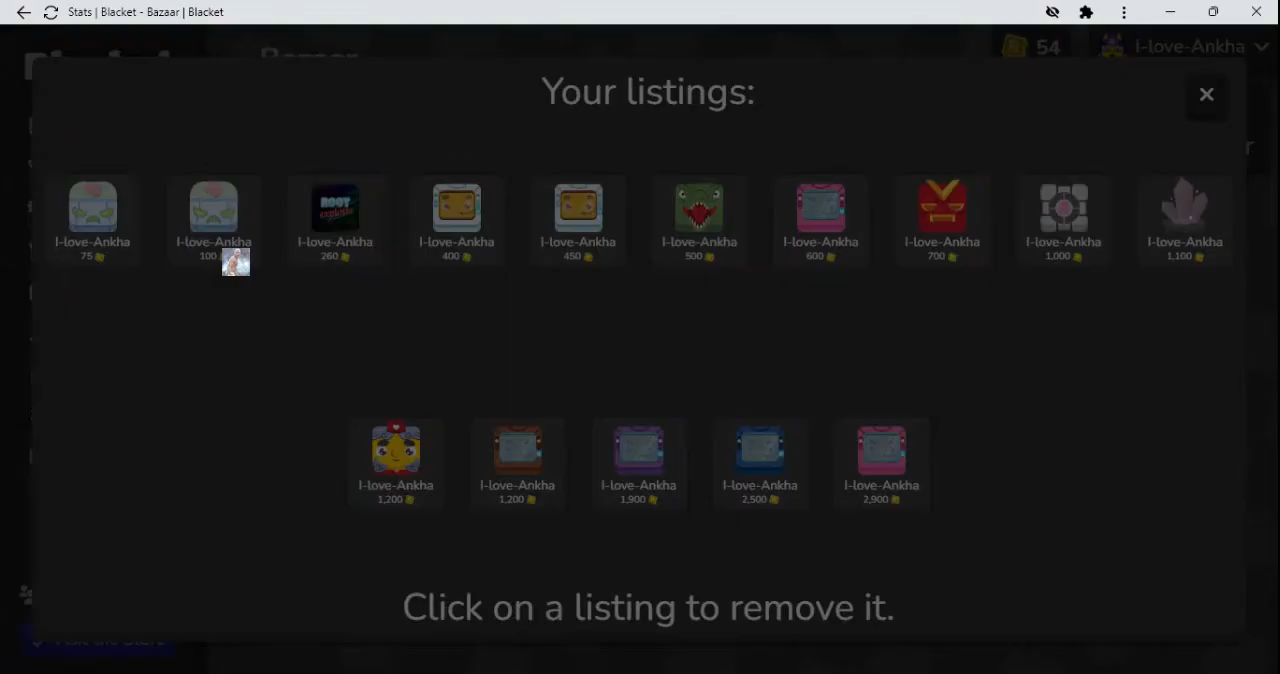 Stats | Blacket - Bazaar | Blacket
Bazaar
54
I-love-Ankha
Your listings:
I-love-Ankha I-love-Ankha I-love-Ankha I-love-Ankha I-love-Ankha I-love-Ankha I-love-Ankha I-love-Ankha I-love-Ankha I-love-Ankha
75 100 260 400 450 500 600 700 1,000 1,100
ROOT
explode
I-love-Ankha I-love-Ankha I-love-Ankha I-love-Ankha I-love-Ankha
1,200 1,200 1,900 2,500 2,900
Click on a listing to remove it.